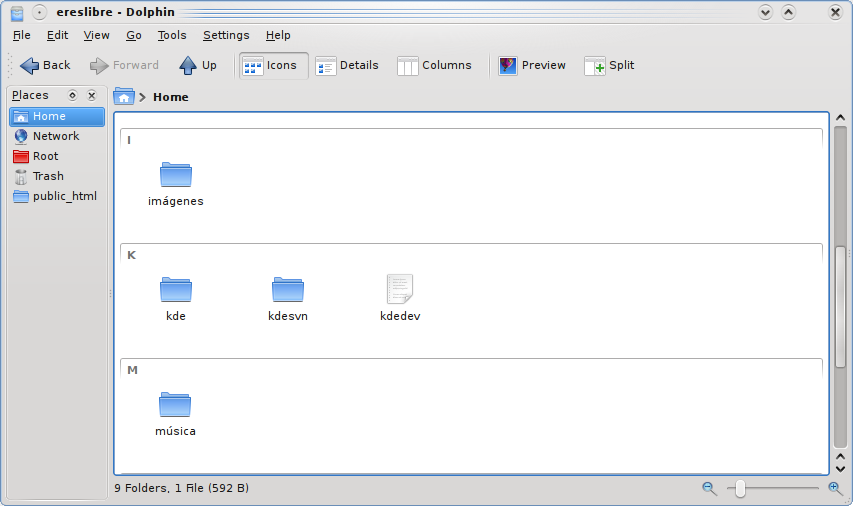 ereslibre - Dolphin
File Edit View Go Tools Settings Help
Back Forward Up Icons Details Columns Preview Split
Places
Home
Network
Root
Trash
public_html
Home
I
imágenes
K
kde kdesvn kdedev
M
música
9 Folders, 1 File (592 B)